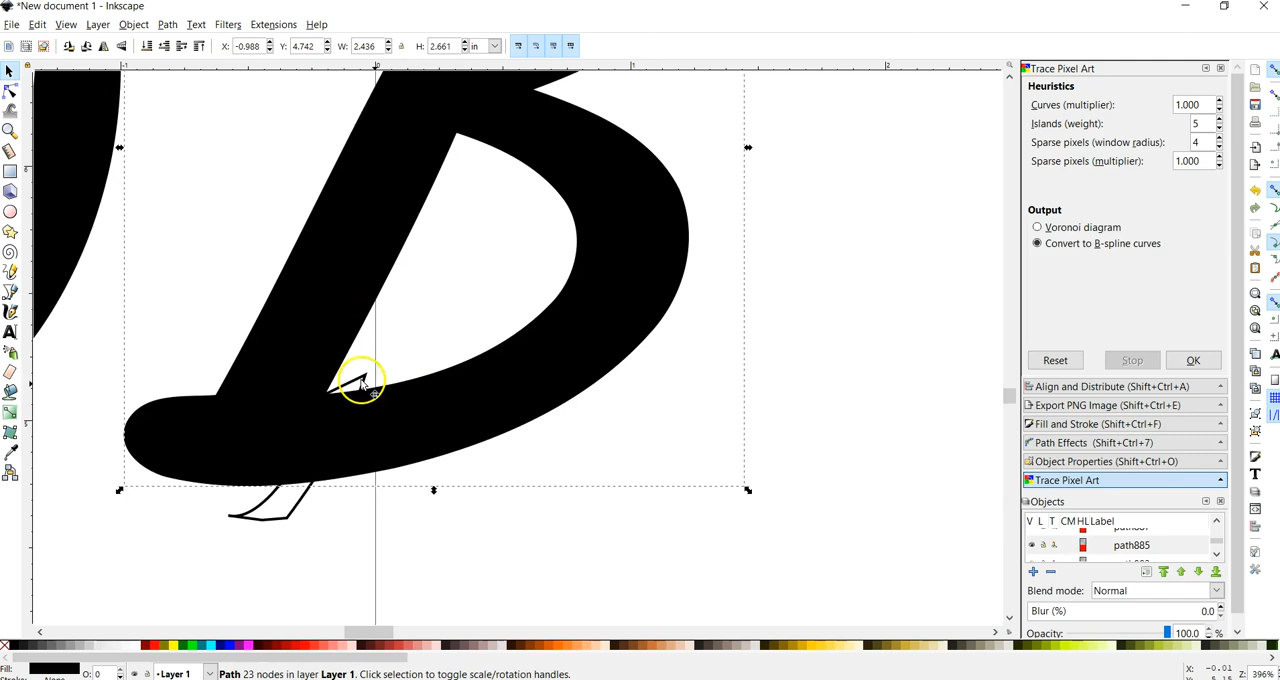 *New document 1 - Inkscape
File Edit View Layer Object Path Text Filters Extensions Help
X: -0.988 Y: 4.742 W: 2.436 H: 2.661 in
Trace Pixel Art
Heuristics
Curves (multiplier): 1.000
Islands (weight): 5
Sparse pixels (window radius): 4
Sparse pixels (multiplier): 1.000
Output
Voronoi diagram
Convert to B-spline curves
Reset Stop OK
Align and Distribute (Shift+Ctrl+A)
Export PNG Image (Shift+Ctrl+E)
Fill and Stroke (Shift+Ctrl+F)
Path Effects (Shift+Ctrl+7)
Object Properties (Shift+Ctrl+O)
Trace Pixel Art
Objects
V L T CM HL Label
path885
Blend mode: Normal
Blur (%) 0.0
Opacity: 100.0 %
Fill: O: 0 •Layer 1 Path 23 nodes in layer Layer 1. Click selection to toggle scale/rotation handles. X: -0.01 Z: 396%